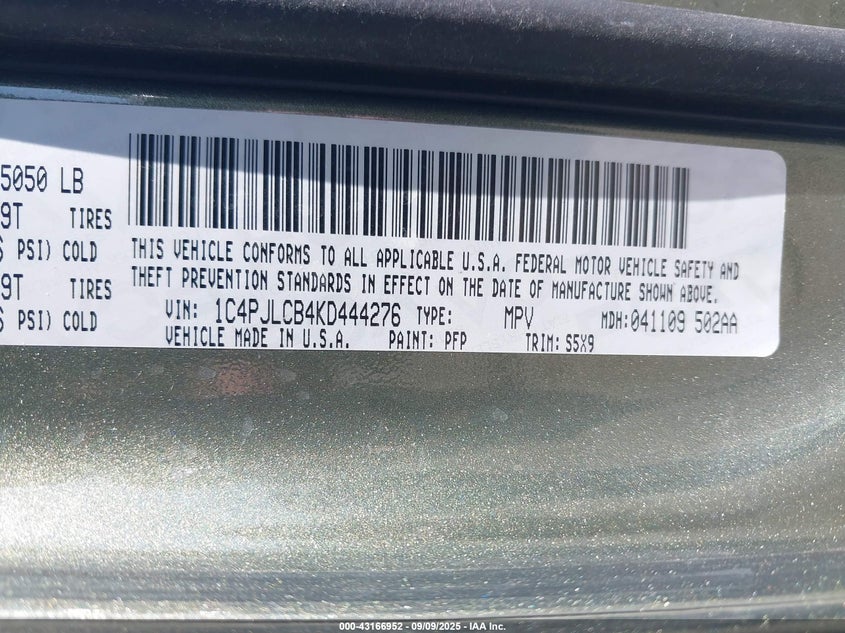 5050 LB
9T TIRES
PSI) COLD
9T TIRES
PSI) COLD
THIS VEHICLE CONFORMS TO ALL APPLICABLE U.S.A. FEDERAL MOTOR VEHICLE SAFETY AND
THEFT PREVENTION STANDARDS IN EFFECT ON THE DATE OF MANUFACTURE SHOWN ABOVE.
VIN: 1C4PJLCB4KD444276 TYPE: MPV MDH: 041109 502AA
VEHICLE MADE IN U.S.A. PAINT: PFP TRIM: S5X9
000-43166952 - 09/09/2025 - IAA Inc.